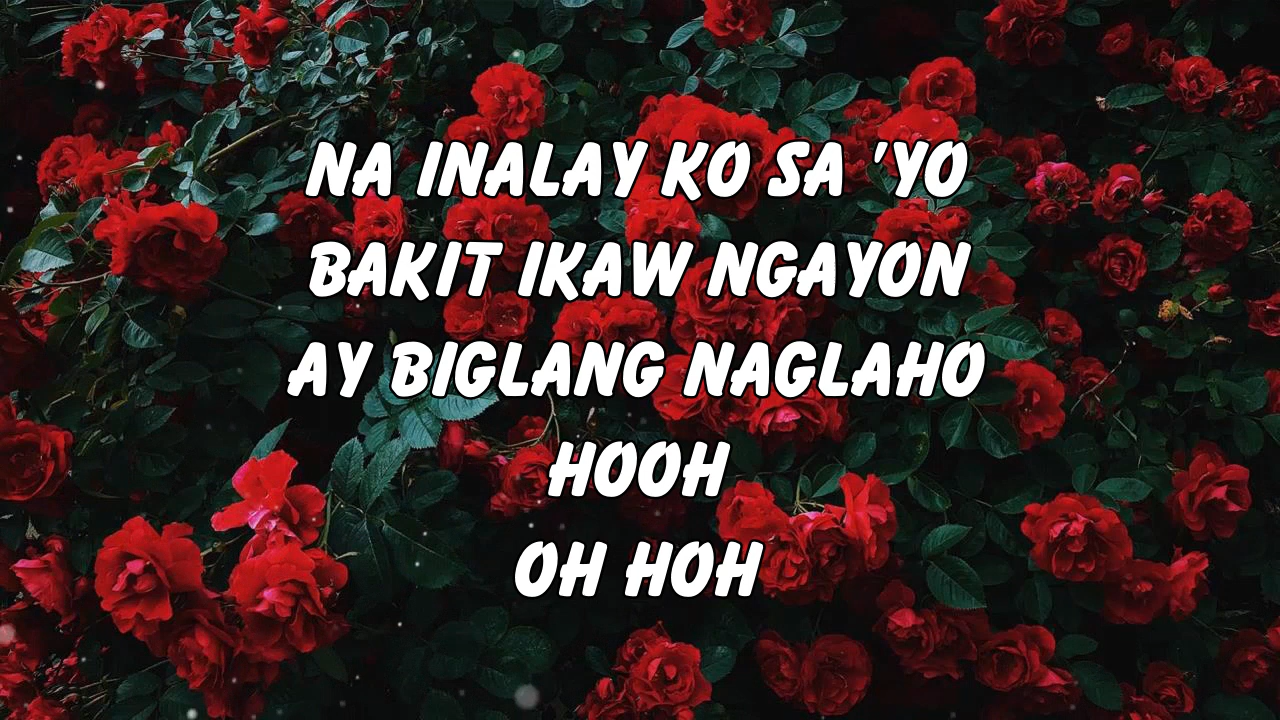 NA INALAY KO SA 'YO
BAKIT IKAW NGAYON
AY BIGLANG NAGLAHO
HOOH
OH HOH